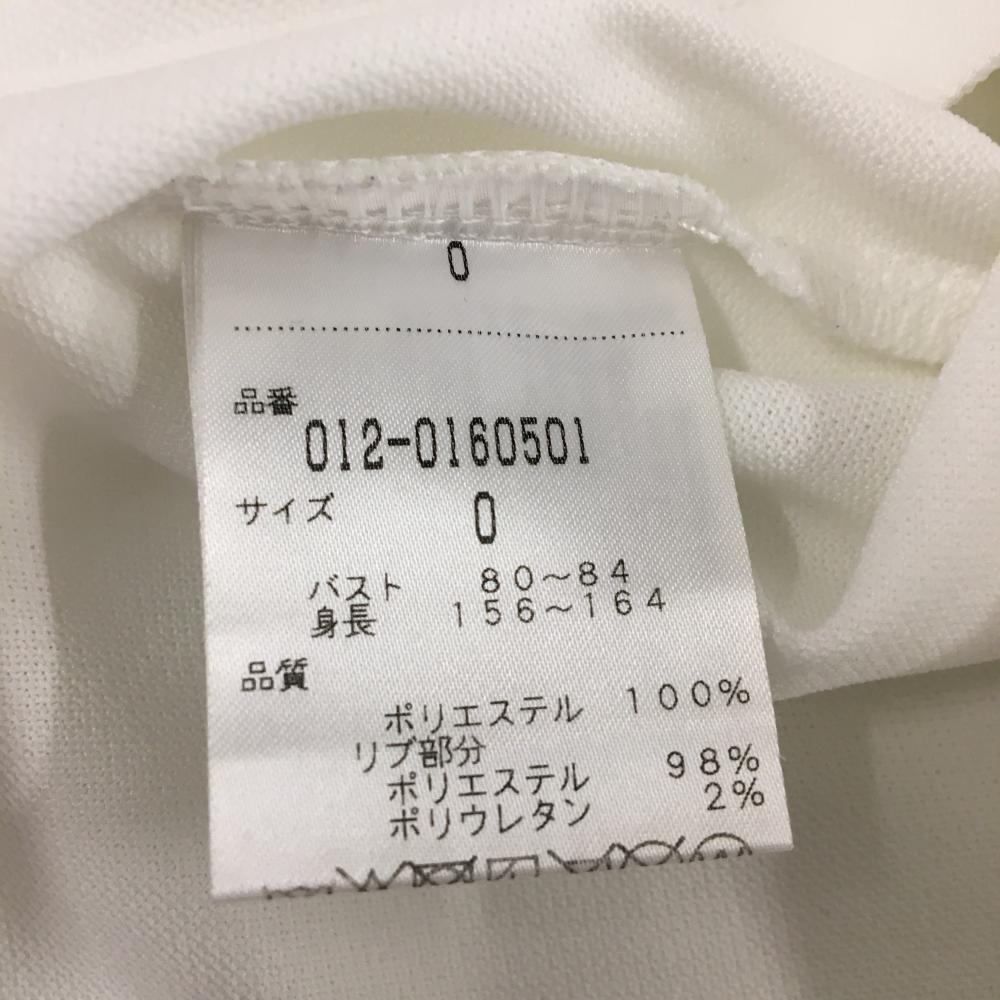 0
品番
012-0160501
サイズ 0
バスト 80～84
身長 156～164
品質
ポリエステル 100%
リブ部分
ポリエステル 98%
ポリウレタン 2%